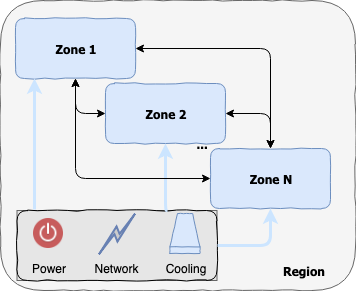 Zone 1
Zone 2
...
Zone N
Power
Network
Cooling
Region